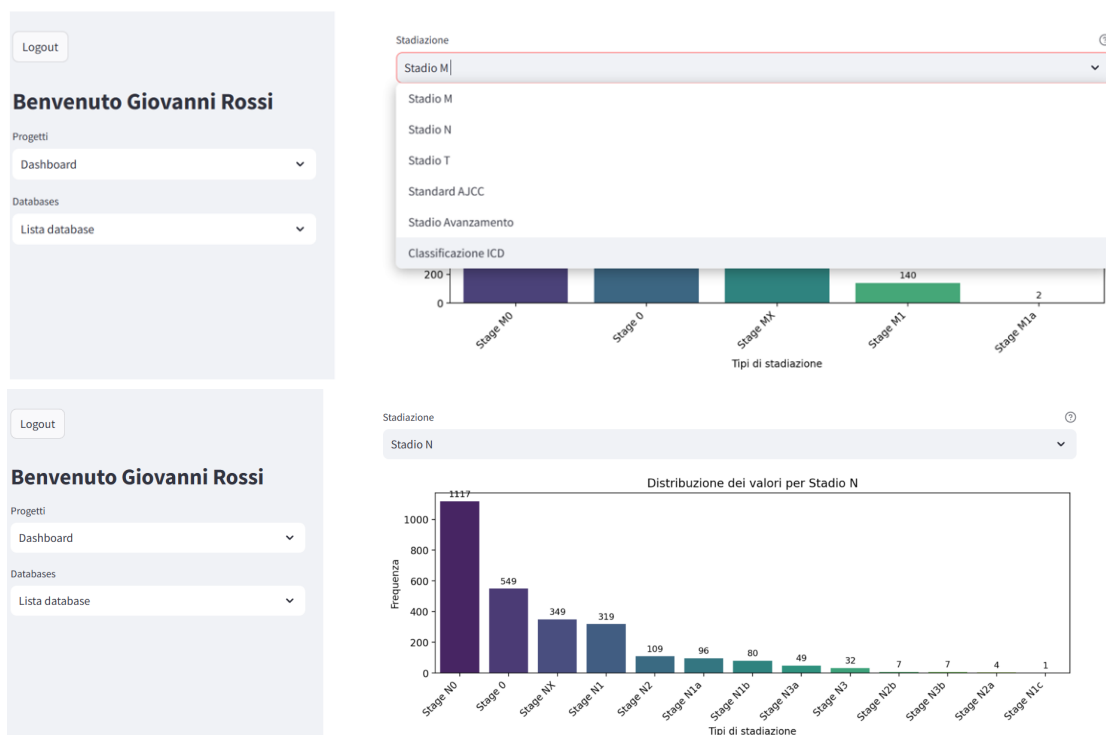 Logout
Benvenuto Giovanni Rossi
Progetti
Dashboard
Databases
Lista database
Stadiazione
Stadio M
Stadio M
Stadio N
Stadio T
Standard AJCC
Stadio Avanzamento
Classificazione ICD
200
0
140
2
Stage M0
Stage 0
Stage MX
Stage M1
Stage M1a
Tipi di stadiazione
Logout
Benvenuto Giovanni Rossi
Progetti
Dashboard
Databases
Lista database
Stadiazione
Stadio N
Distribuzione dei valori per Stadio N
Frequenza
1000
800
600
400
200
0
1117
549
349
319
109
96
80
49
32
7
7
4
1
Stage N0
Stage 0
Stage NX
Stage N1
Stage N2
Stage N1a
Stage N1b
Stage N3a
Stage N3
Stage N2b
Stage N3b
Stage N2a
Stage N1c
Tipi di stadiazione